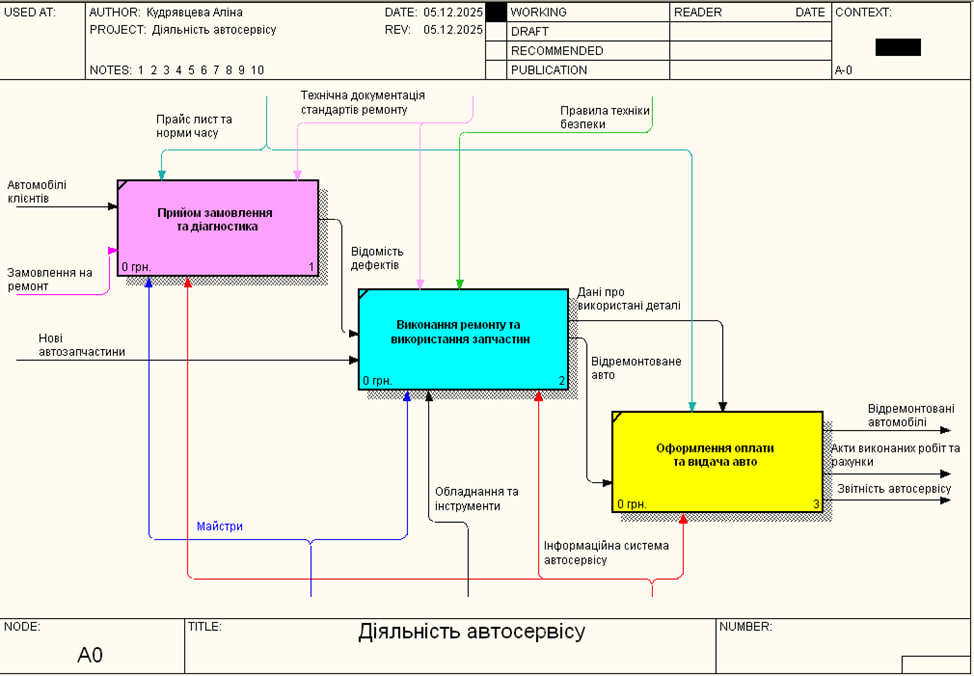 USED AT:
AUTHOR: Кудрявцева Аліна
DATE: 05.12.2025
PROJECT: Діяльність автосервісу
REV: 05.12.2025
NOTES: 1 2 3 4 5 6 7 8 9 10
WORKING
DRAFT
RECOMMENDED
PUBLICATION
READER
DATE
CONTEXT:
A-0
Технічна документація
стандартів ремонту
Прайс лист та
норми часу
Правила техніки
безпеки
Автомобілі
клієнтів
Прийом замовлення
та діагностика
0 грн.
1
Замовлення на
ремонт
Відомість
дефектів
Дані про
використані деталі
Нові
автозапчастини
Виконання ремонту та
використання запчастин
0 грн.
2
Відремонтоване
авто
Відремонтовані
автомобілі
Оформлення оплати
та видача авто
0 грн.
3
Акти виконаних робіт та
рахунки
Звітність автосервісу
Обладнання та
інструменти
Майстри
Інформаційна система
автосервісу
NODE:
A0
TITLE:
Діяльність автосервісу
NUMBER: